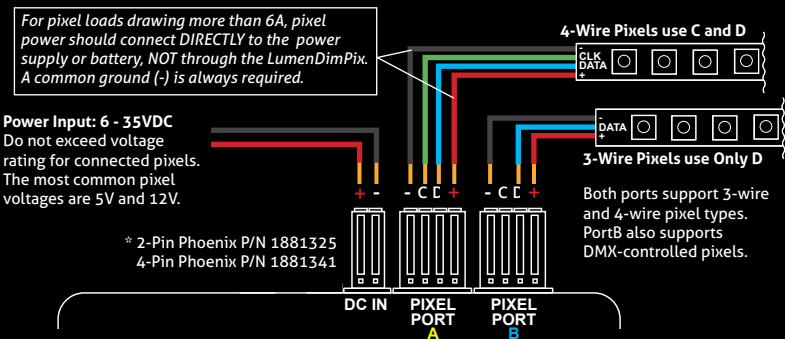 For pixel loads drawing more than 6A, pixel
power should connect DIRECTLY to the power
supply or battery, NOT through the LumenDimPix.
A common ground (-) is always required.
4-Wire Pixels use C and D
-
CLK
DATA
+
Power Input: 6 - 35VDC
Do not exceed voltage
rating for connected pixels.
The most common pixel
voltages are 5V and 12V.
-
DATA
+
3-Wire Pixels use Only D
Both ports support 3-wire
and 4-wire pixel types.
PortB also supports
DMX-controlled pixels.
+ - - C D + - C D +
* 2-Pin Phoenix P/N 1881325
4-Pin Phoenix P/N 1881341
DC IN
PIXEL
PORT
A
PIXEL
PORT
B